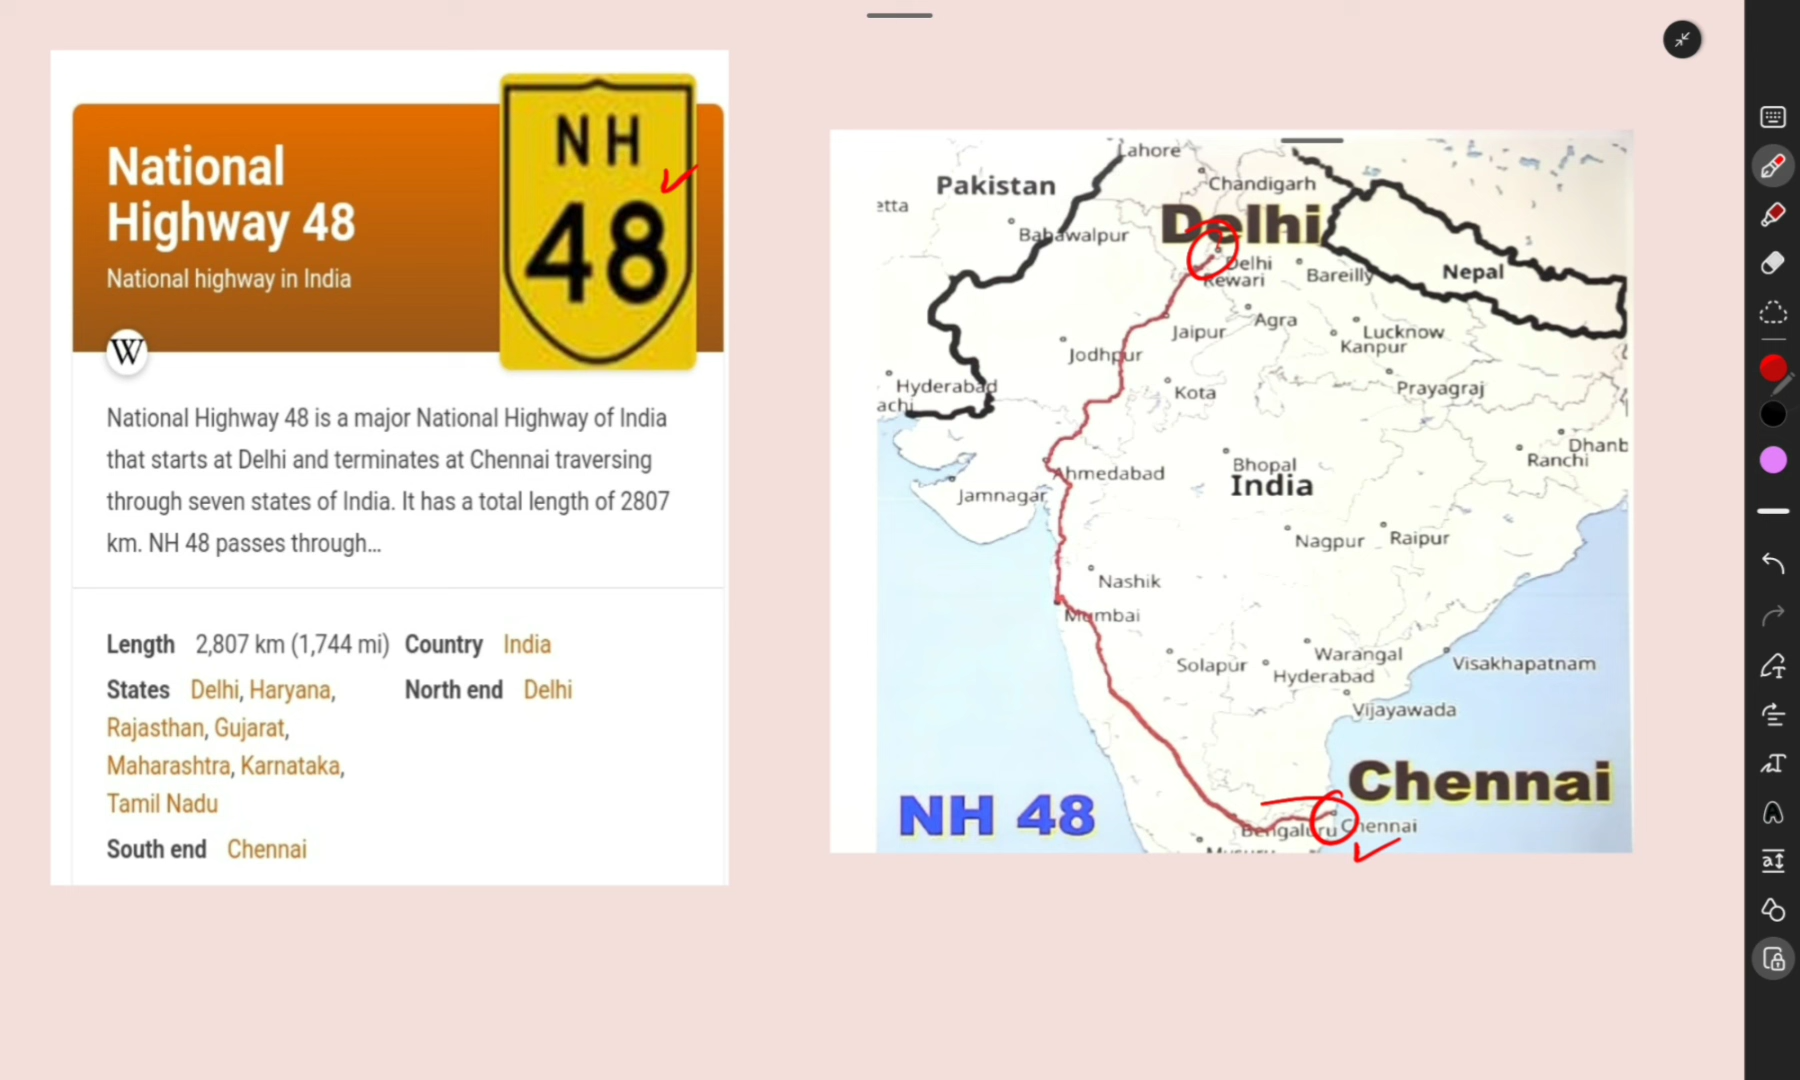 National
Highway 48
National highway in India
NH
48
W
National Highway 48 is a major National Highway of India
that starts at Delhi and terminates at Chennai traversing
through seven states of India. It has a total length of 2807
km. NH 48 passes through...
Length 2,807 km (1,744 mi) Country India
States Delhi, Haryana, North end Delhi
Rajasthan, Gujarat,
Maharashtra, Karnataka,
Tamil Nadu
South end Chennai
Lahore
Pakistan
Chandigarh
etta
Delhi
Bahawalpur
Delhi
Rewari
Bareilly
Nepal
Jaipur
Agra
Lucknow
Kanpur
Jodhpur
Hyderabad
achi
Kota
Prayagraj
Dhanb
Ranchi
Ahmedabad
Bhopal
India
Jamnagar
Nagpur
Raipur
Nashik
Mumbai
Solapur
Warangal
Hyderabad
Visakhapatnam
Vijayawada
Chennai
NH 48
Bengaluru
Chennai